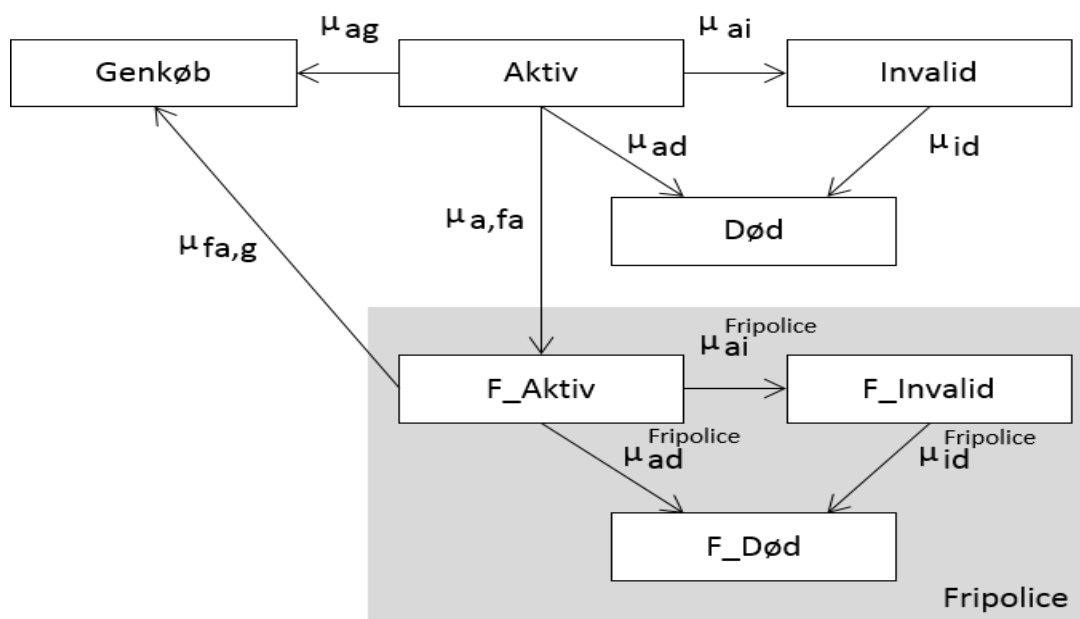 μag
μai
Genkøb
Aktiv
Invalid
μad
μid
μa,fa
Død
μfa,g
μai Fripolice
F_Aktiv
F_Invalid
μad Fripolice
μid Fripolice
F_Død
Fripolice